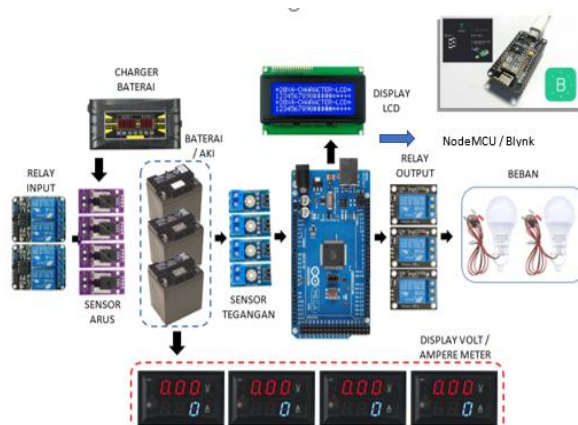 CHARGER
BATERAI
BATERAI
/ AKI
RELAY
INPUT
SENSOR
ARUS
SENSOR
TEGANGAN
DISPLAY
LCD
NodeMCU / Blynk
B
RELAY
OUTPUT
BEBAN
DISPLAY VOLT /
AMPERE METER
0.00 V
0 A
0.00 V
0 A
0.00 V
0 A
0.00 V
0 A